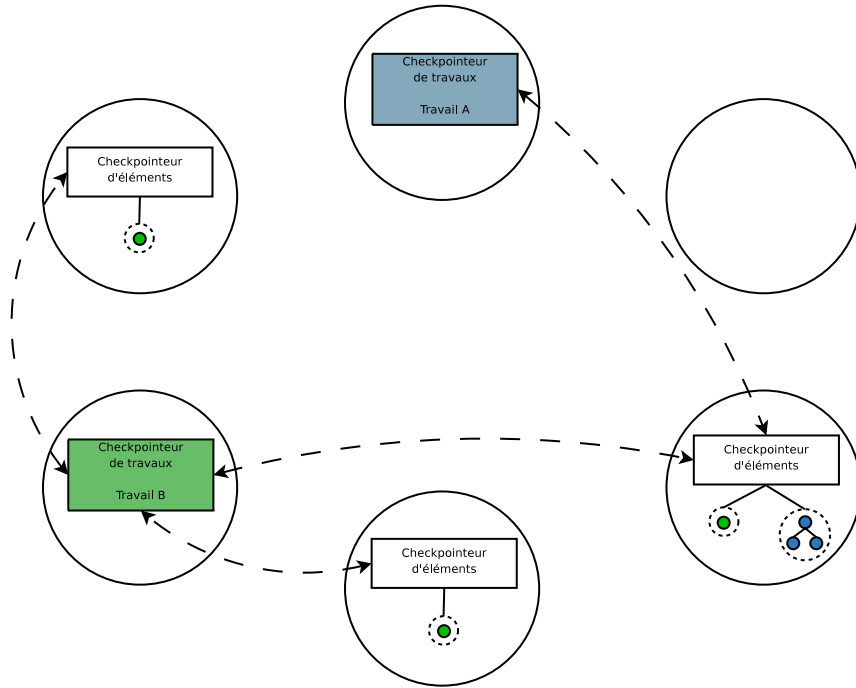 Checkpointeur
de travaux
Travail A
Checkpointeur
d'éléments
Checkpointeur
de travaux
Travail B
Checkpointeur
d'éléments
Checkpointeur
d'éléments